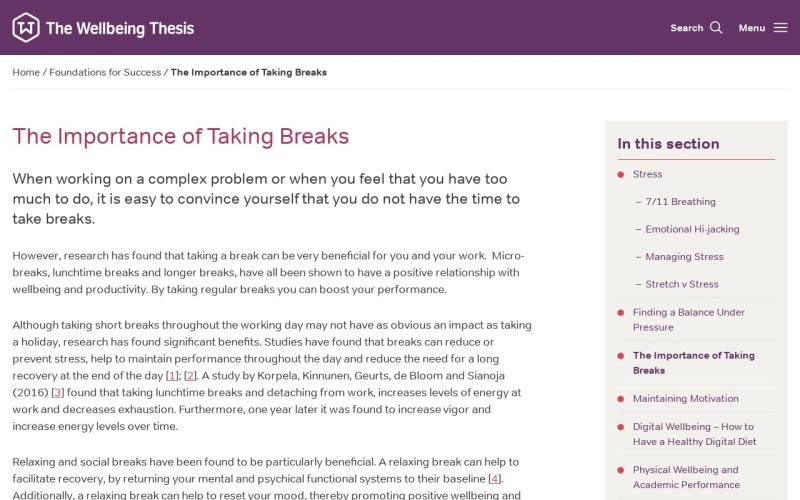 The Wellbeing Thesis
Search
Menu
Home / Foundations for Success / The Importance of Taking Breaks
The Importance of Taking Breaks
When working on a complex problem or when you feel that you have too
much to do, it is easy to convince yourself that you do not have the time to
take breaks.
However, research has found that taking a break can be very beneficial for you and your work.  Micro-
breaks, lunchtime breaks and longer breaks, have all been shown to have a positive relationship with
wellbeing and productivity. By taking regular breaks you can boost your performance.
Although taking short breaks throughout the working day may not have as obvious an impact as taking
a holiday, research has found significant benefits. Studies have found that breaks can reduce or
prevent stress, help to maintain performance throughout the day and reduce the need for a long
recovery at the end of the day [1]; [2]. A study by Korpela, Kinnunen, Geurts, de Bloom and Sianoja
(2016) [3] found that taking lunchtime breaks and detaching from work, increases levels of energy at
work and decreases exhaustion. Furthermore, one year later it was found to increase vigor and
increase energy levels over time.
Relaxing and social breaks have been found to be particularly beneficial. A relaxing break can help to
facilitate recovery, by returning your mental and psychical functional systems to their baseline [4].
Additionally, a relaxing break can help to reset your mood, thereby promoting positive wellbeing and
In this section
Stress
– 7/11 Breathing
– Emotional Hi-jacking
– Managing Stress
– Stretch v Stress
Finding a Balance Under
Pressure
The Importance of Taking
Breaks
Maintaining Motivation
Digital Wellbeing – How to
Have a Healthy Digital Diet
Physical Wellbeing and
Academic Performance